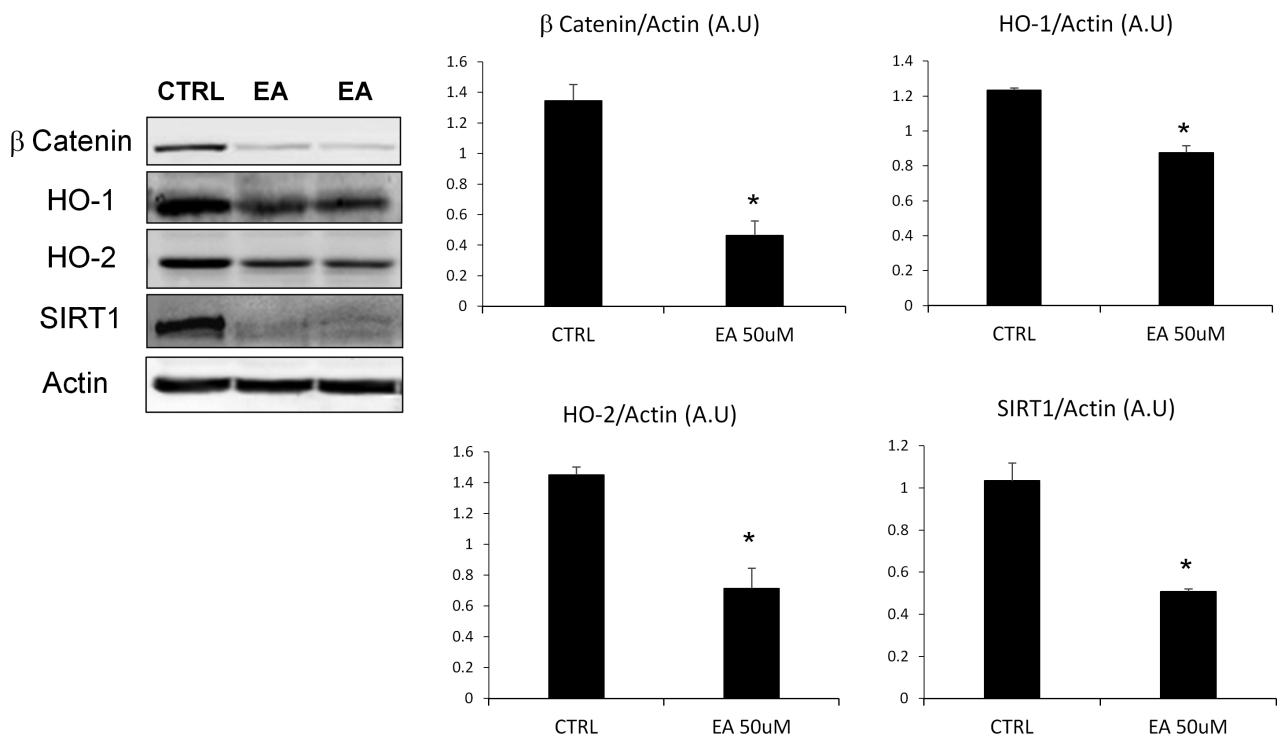 CTRL EA EA
β Catenin
HO-1
HO-2
SIRT1
Actin
β Catenin/Actin (A.U)
1.6
1.4
1.2
1
0.8
0.6
0.4
0.2
0
*
CTRL EA 50uM
HO-1/Actin (A.U)
1.4
1.2
1
0.8
0.6
0.4
0.2
0
*
CTRL EA 50uM
HO-2/Actin (A.U)
1.6
1.4
1.2
1
0.8
0.6
0.4
0.2
0
*
CTRL EA 50uM
SIRT1/Actin (A.U)
1.2
1
0.8
0.6
0.4
0.2
0
*
CTRL EA 50uM